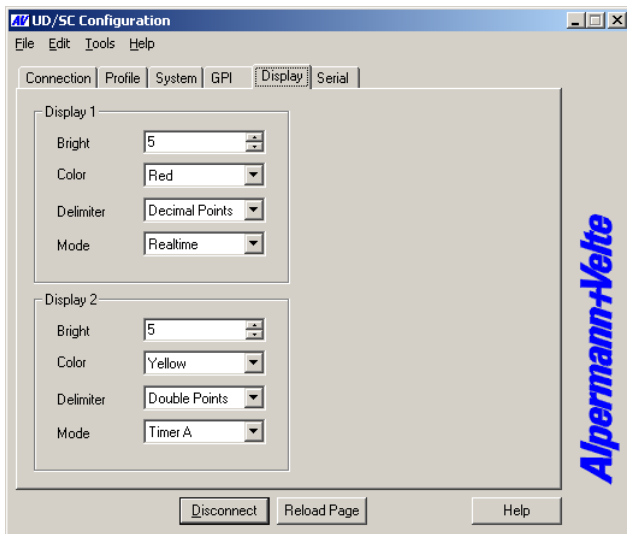 AV UD/SC Configuration
File Edit Tools Help
Connection Profile System GPI Display Serial
Display 1
Bright 5
Color Red
Delimiter Decimal Points
Mode Realtime
Display 2
Bright 5
Color Yellow
Delimiter Double Points
Mode Timer A
Alpermann+Velte
Disconnect Reload Page Help